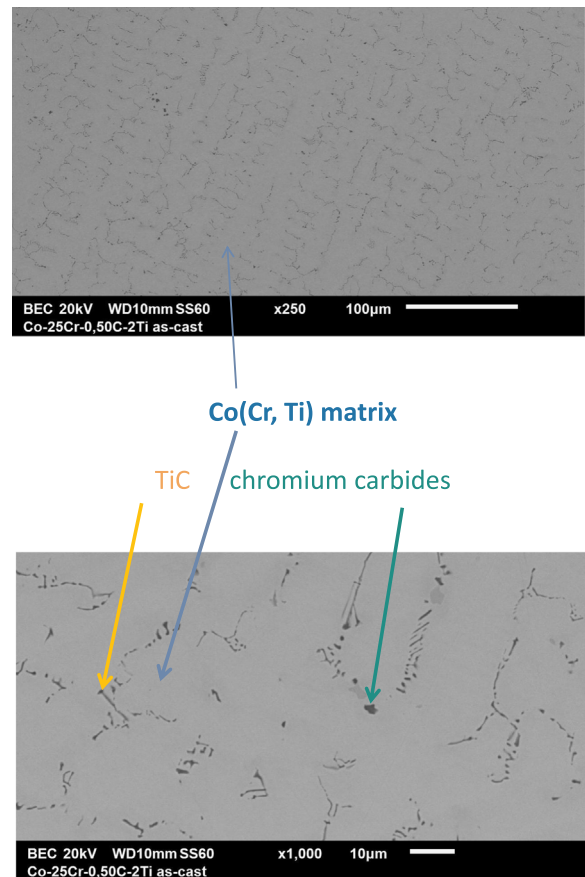 BEC 20kV WD10mm SS60 x250 100µm
Co-25Cr-0,50C-2Ti as-cast
Co(Cr, Ti) matrix
TiC chromium carbides
BEC 20kV WD10mm SS60 x1,000 10µm
Co-25Cr-0,50C-2Ti as-cast